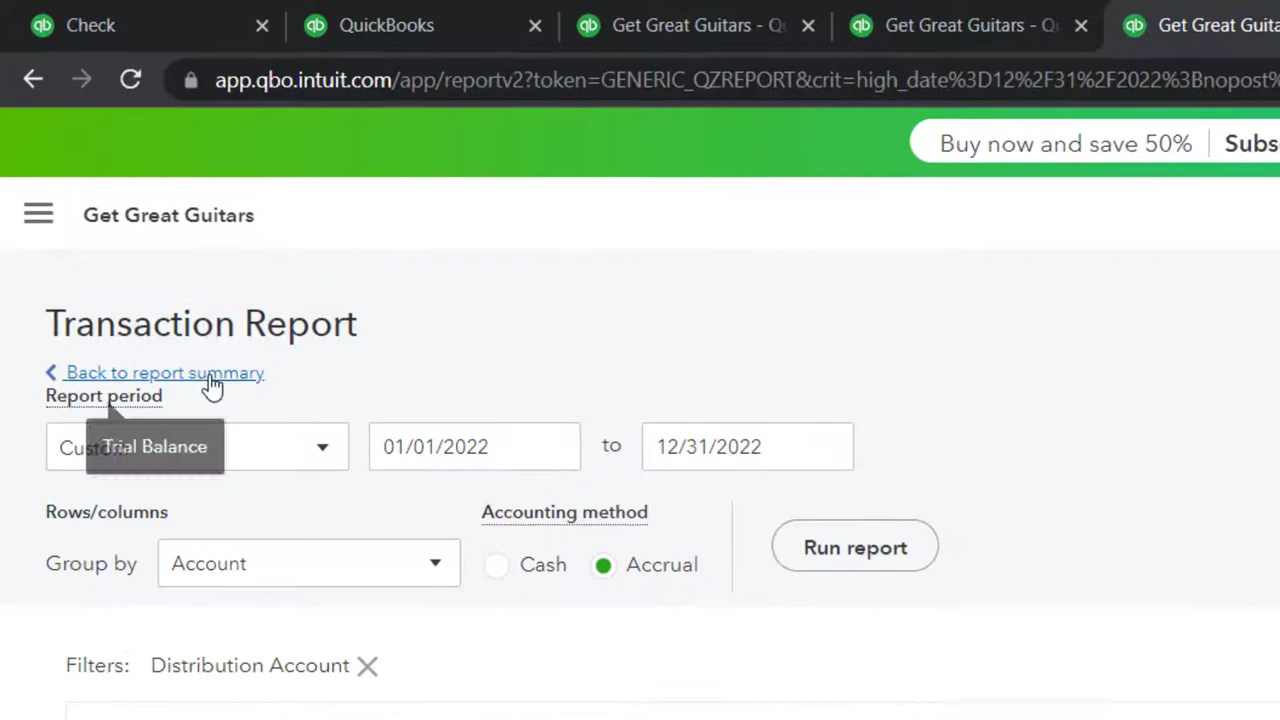 Check QuickBooks Get Great Guitars - Q Get Great Guitars - Q Get Great Guita
app.qbo.intuit.com/app/reportv2?token=GENERIC_QZREPORT&crit=high_date%3D12%2F31%2F2022%3Bnopost%
Buy now and save 50% Subs
Get Great Guitars
Transaction Report
Back to report summary
Report period
Trial Balance 01/01/2022 to 12/31/2022
Rows/columns Accounting method
Group by Account Cash Accrual Run report
Filters: Distribution Account